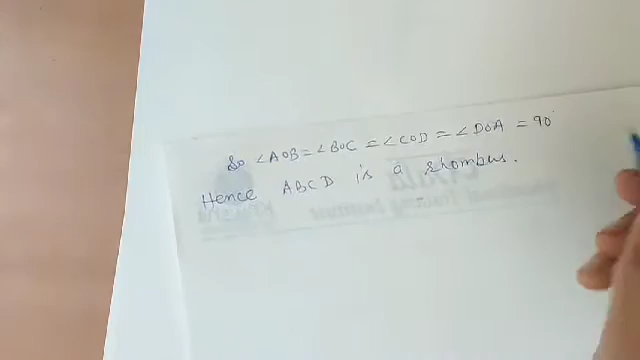 So ∠AOB = ∠BOC = ∠COD = ∠DOA = 90°
Hence ABCD is a rhombus.